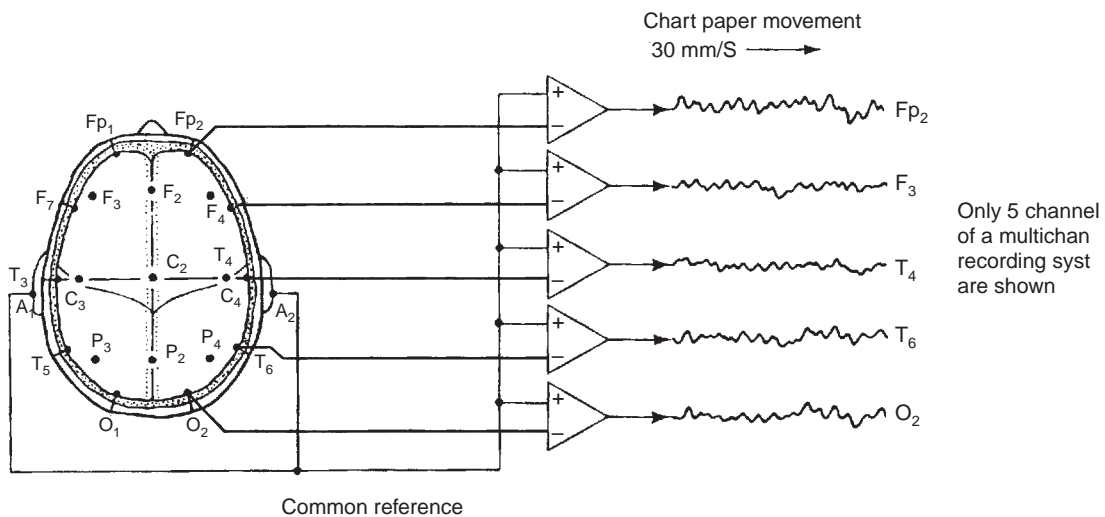 Chart paper movement
30 mm/S
Fp₁
Fp₂
+
−
Fp₂
F₇
F₃
F₂
F₄
+
−
F₃
Only 5 channel
of a multichan
recording syst
are shown
T₃
C₃
C₂
T₄
C₄
A₁
A₂
+
−
T₄
T₅
P₃
P₂
P₄
T₆
+
−
T₆
O₁
O₂
+
−
O₂
Common reference